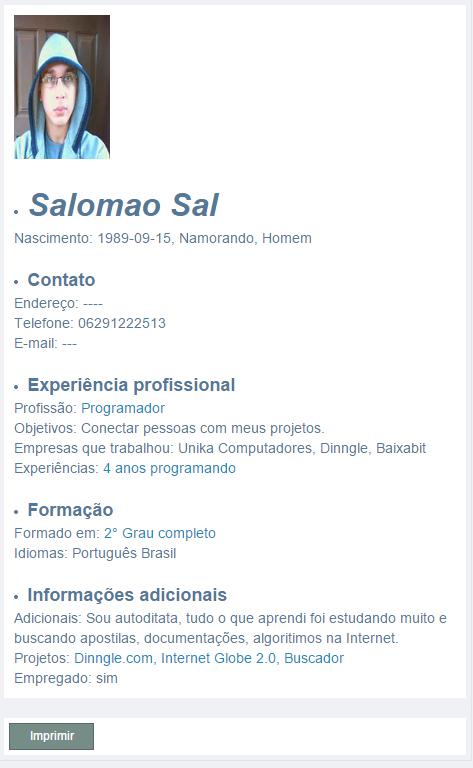 Salomao Sal
Nascimento: 1989-09-15, Namorando, Homem
Contato
Endereço: ----
Telefone: 06291222513
E-mail: ---
Experiência profissional
Profissão: Programador
Objetivos: Conectar pessoas com meus projetos.
Empresas que trabalhou: Unika Computadores, Dinngle, Baixabit
Experiências: 4 anos programando
Formação
Formado em: 2° Grau completo
Idiomas: Português Brasil
Informações adicionais
Adicionais: Sou autoditata, tudo o que aprendi foi estudando muito e
buscando apostilas, documentações, algoritimos na Internet.
Projetos: Dinngle.com, Internet Globe 2.0, Buscador
Empregado: sim
Imprimir